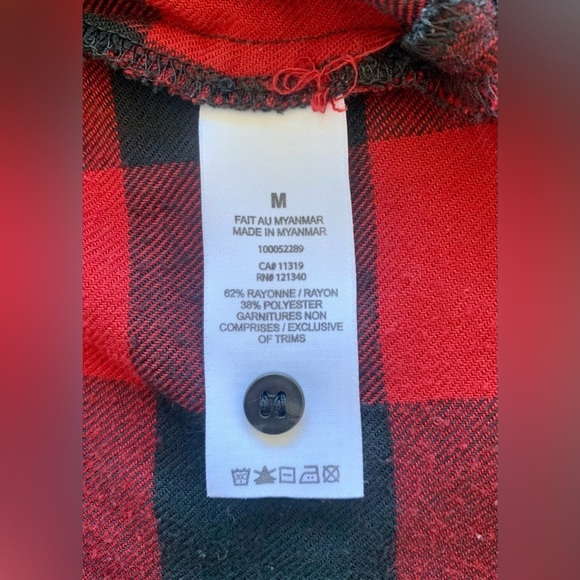 M
FAIT AU MYANMAR
MADE IN MYANMAR
100052289
CA# 11319
RN# 121340
62% RAYONNE / RAYON
38% POLYESTER
GARNITURES NON
COMPRISES / EXCLUSIVE
OF TRIMS